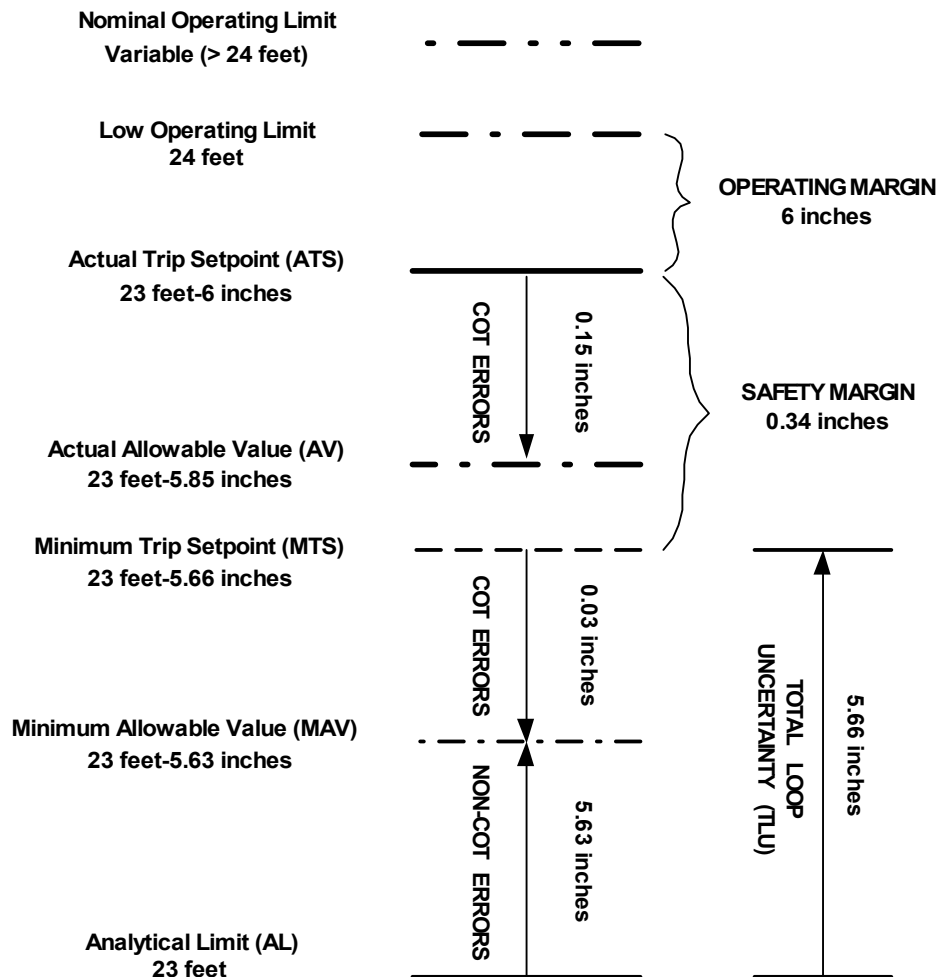 Nominal Operating Limit
Variable (> 24 feet)
Low Operating Limit
24 feet
OPERATING MARGIN
6 inches
Actual Trip Setpoint (ATS)
23 feet-6 inches
COT ERRORS
0.15 inches
SAFETY MARGIN
0.34 inches
Actual Allowable Value (AV)
23 feet-5.85 inches
Minimum Trip Setpoint (MTS)
23 feet-5.66 inches
COT ERRORS
0.03 inches
TOTAL LOOP
UNCERTAINTY (TLU)
5.66 inches
Minimum Allowable Value (MAV)
23 feet-5.63 inches
NON-COT ERRORS
5.63 inches
Analytical Limit (AL)
23 feet